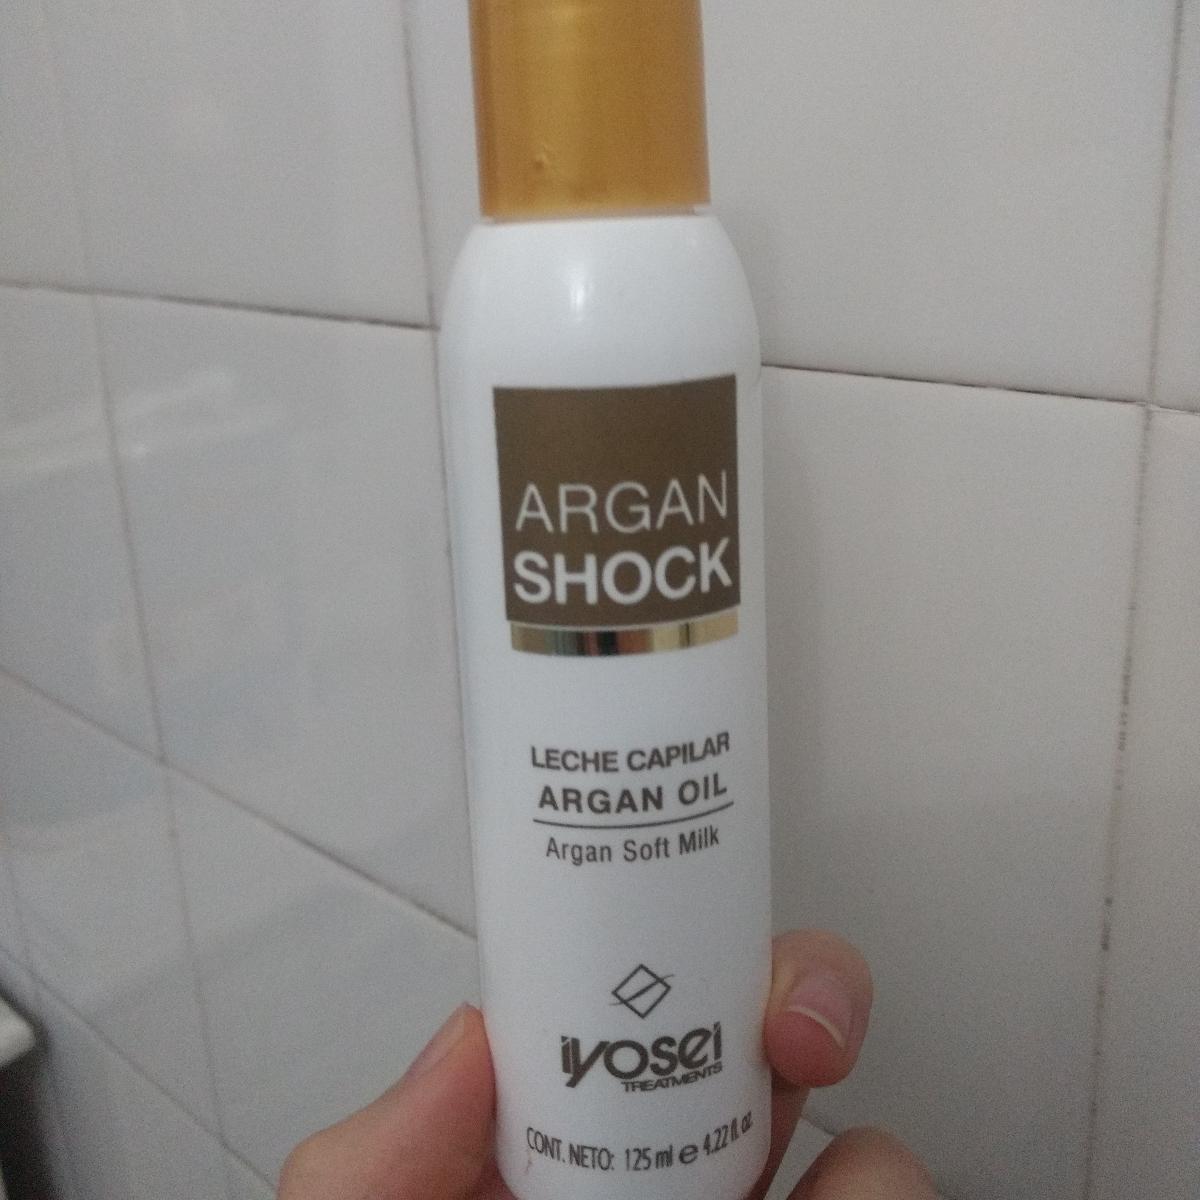 ARGAN
SHOCK
LECHE CAPILAR
ARGAN OIL
Argan Soft Milk
iyosei
TREATMENTS
CONT. NETO: 125 ml e 4.22 fl. oz